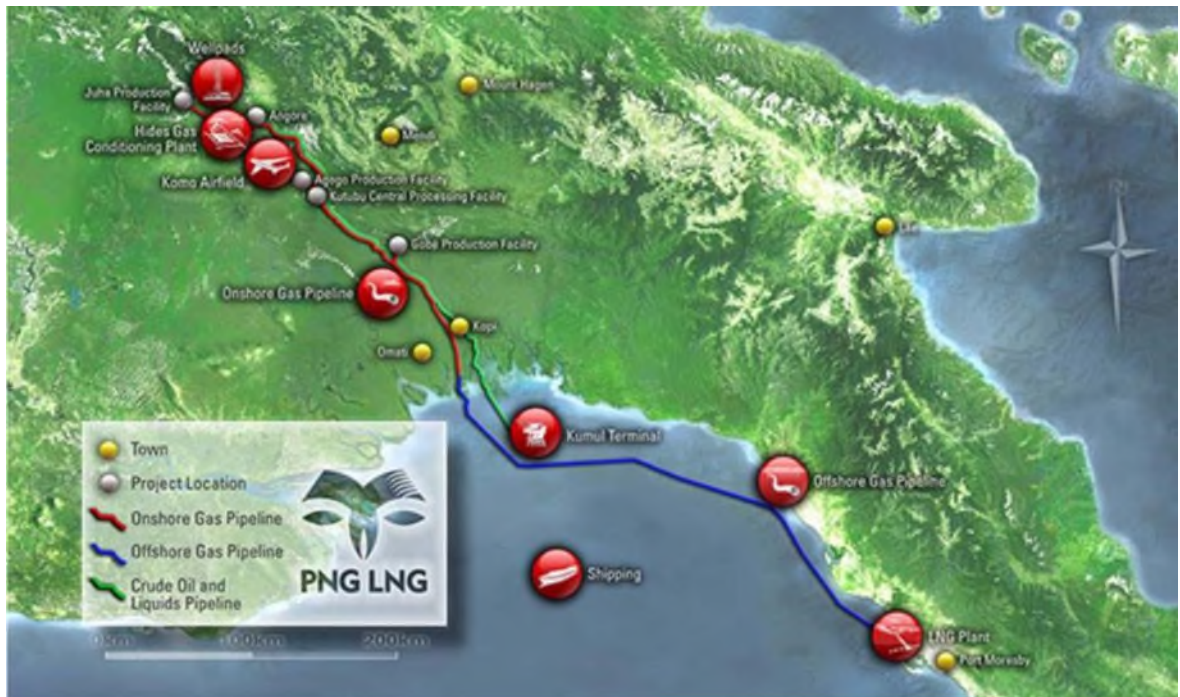 Wellpads
Mount Hagen
Juha Production
Facility
Angore
Hides Gas
Conditioning Plant
Mendi
Komo Airfield
Agogo Production Facility
Kutubu Central Processing Facility
Lae
N
Gobe Production Facility
Onshore Gas Pipeline
Kopi
Omati
Kumul Terminal
Offshore Gas Pipeline
Town
Project Location
Onshore Gas Pipeline
Offshore Gas Pipeline
Crude Oil and
Liquids Pipeline
PNG LNG
Shipping
LNG Plant
Port Moresby
0km 100km 200km